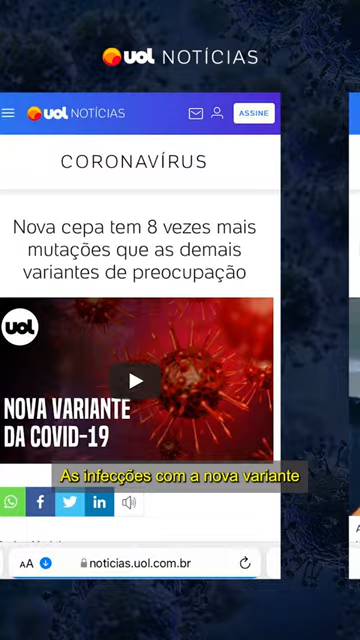 uol NOTÍCIAS
uol NOTÍCIAS
ASSINE
CORONAVÍRUS
Nova cepa tem 8 vezes mais
mutações que as demais
variantes de preocupação
uol
NOVA VARIANTE
DA COVID-19
As infecções com a nova variante
AA
noticias.uol.com.br